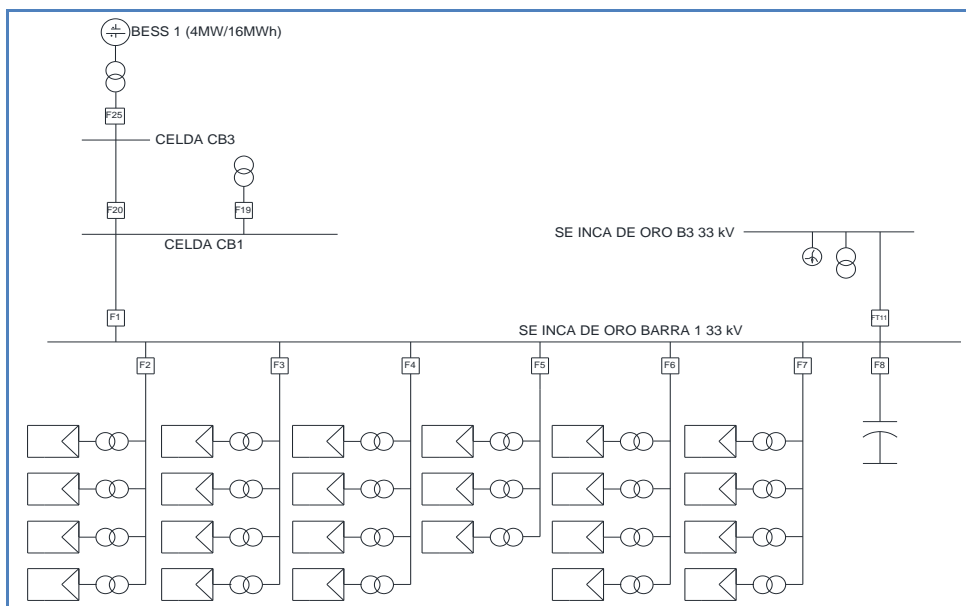 BESS 1 (4MW/16MWh)
F25
CELDA CB3
F20
F19
CELDA CB1
SE INCA DE ORO B3 33 kV
F1
SE INCA DE ORO BARRA 1 33 kV
FT11
F2
F3
F4
F5
F6
F7
F8